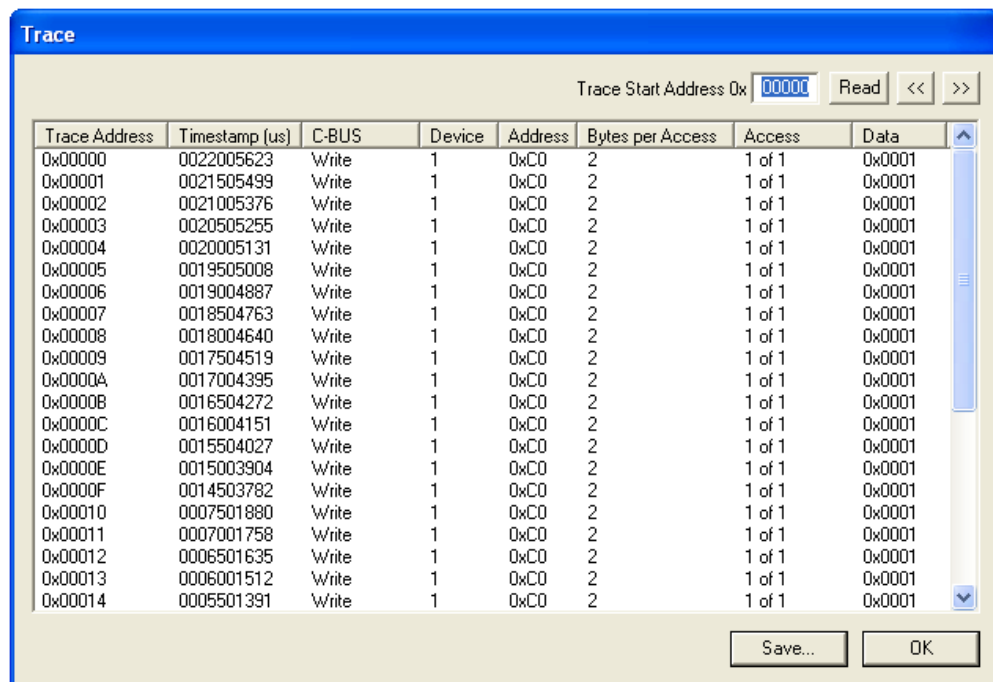 Trace
Trace Start Address 0x 00000 Read << >>
Trace Address Timestamp (us) C-BUS Device Address Bytes per Access Access Data
0x00000 0022005623 Write 1 0xC0 2 1 of 1 0x0001
0x00001 0021505499 Write 1 0xC0 2 1 of 1 0x0001
0x00002 0021005376 Write 1 0xC0 2 1 of 1 0x0001
0x00003 0020505255 Write 1 0xC0 2 1 of 1 0x0001
0x00004 0020005131 Write 1 0xC0 2 1 of 1 0x0001
0x00005 0019505008 Write 1 0xC0 2 1 of 1 0x0001
0x00006 0019004887 Write 1 0xC0 2 1 of 1 0x0001
0x00007 0018504763 Write 1 0xC0 2 1 of 1 0x0001
0x00008 0018004640 Write 1 0xC0 2 1 of 1 0x0001
0x00009 0017504519 Write 1 0xC0 2 1 of 1 0x0001
0x0000A 0017004395 Write 1 0xC0 2 1 of 1 0x0001
0x0000B 0016504272 Write 1 0xC0 2 1 of 1 0x0001
0x0000C 0016004151 Write 1 0xC0 2 1 of 1 0x0001
0x0000D 0015504027 Write 1 0xC0 2 1 of 1 0x0001
0x0000E 0015003904 Write 1 0xC0 2 1 of 1 0x0001
0x0000F 0014503782 Write 1 0xC0 2 1 of 1 0x0001
0x00010 0007501880 Write 1 0xC0 2 1 of 1 0x0001
0x00011 0007001758 Write 1 0xC0 2 1 of 1 0x0001
0x00012 0006501635 Write 1 0xC0 2 1 of 1 0x0001
0x00013 0006001512 Write 1 0xC0 2 1 of 1 0x0001
0x00014 0005501391 Write 1 0xC0 2 1 of 1 0x0001
Save... OK